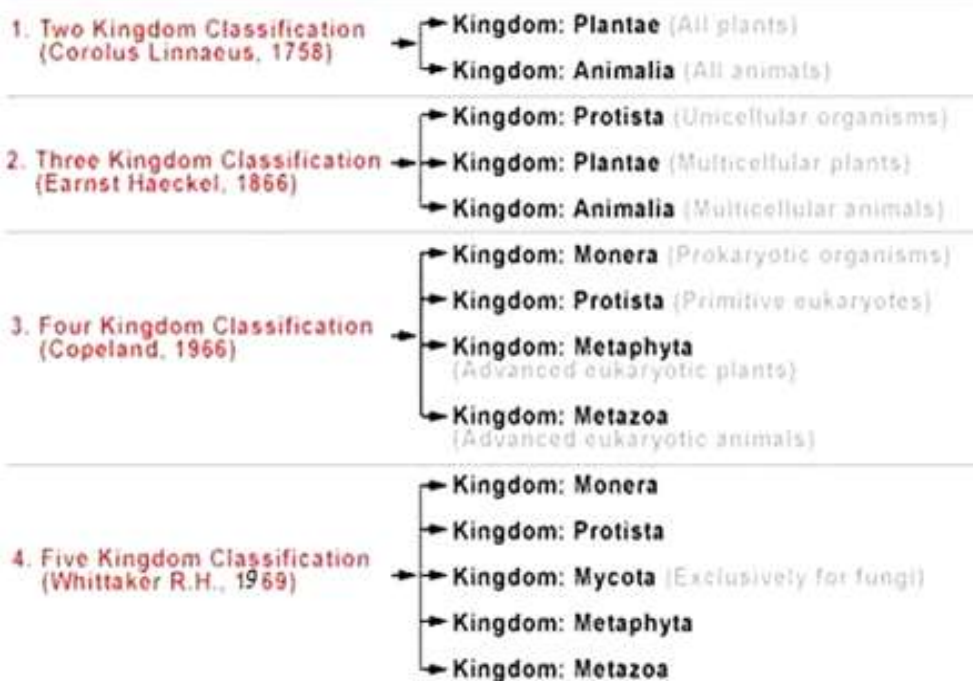 1. Two Kingdom Classification
(Corolus Linnaeus, 1758)
Kingdom: Plantae (All plants)
Kingdom: Animalia (All animals)
2. Three Kingdom Classification
(Earnst Haeckel, 1866)
Kingdom: Protista (Unicellular organisms)
Kingdom: Plantae (Multicellular plants)
Kingdom: Animalia (Multicellular animals)
3. Four Kingdom Classification
(Copeland, 1966)
Kingdom: Monera (Prokaryotic organisms)
Kingdom: Protista (Primitive eukaryotes)
Kingdom: Metaphyta
(Advanced eukaryotic plants)
Kingdom: Metazoa
(Advanced eukaryotic animals)
4. Five Kingdom Classification
(Whittaker R.H., 1969)
Kingdom: Monera
Kingdom: Protista
Kingdom: Mycota (Exclusively for fungi)
Kingdom: Metaphyta
Kingdom: Metazoa